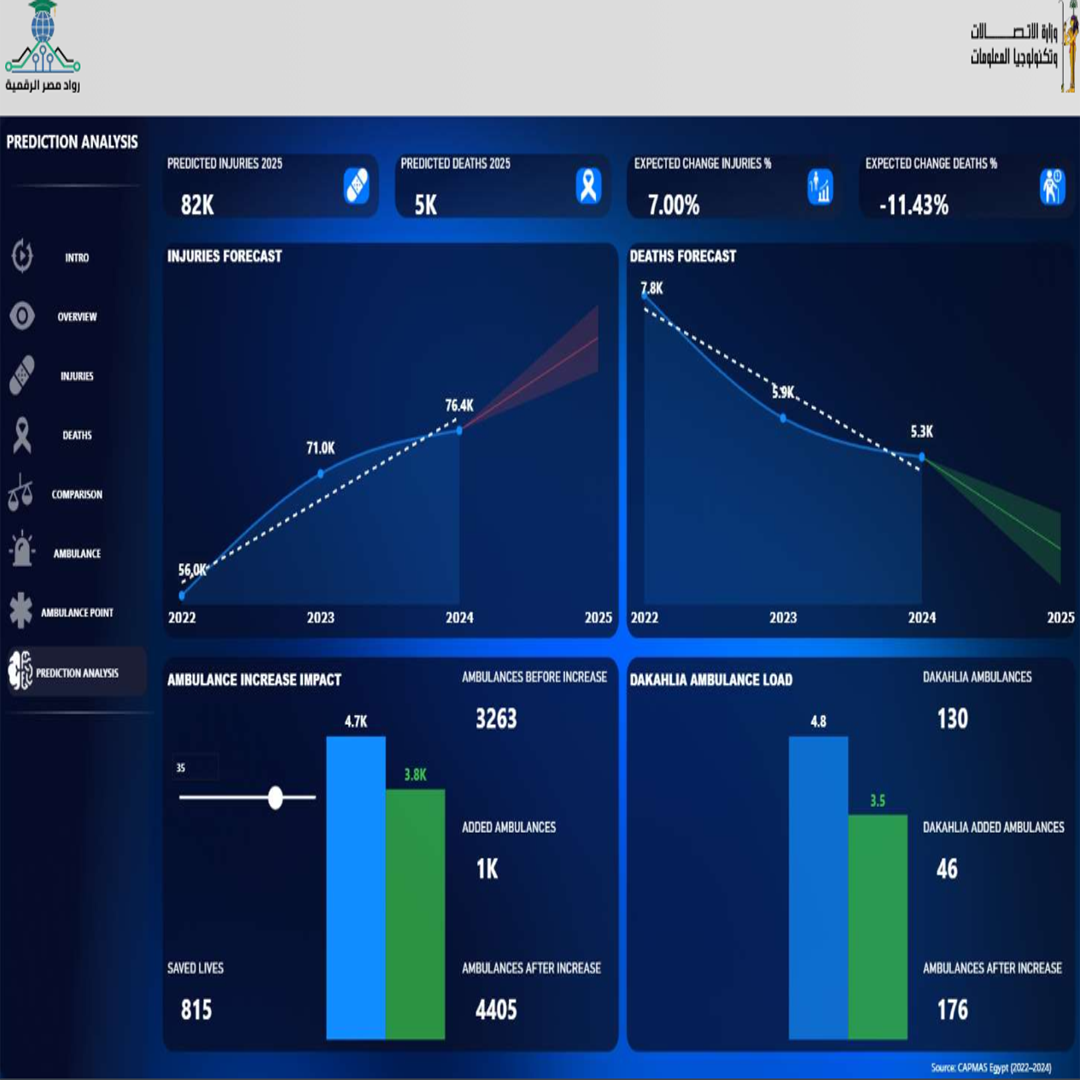 رواد مصر الرقمية
وزارة الاتصـــــالات
وتكنولوجيا المعلومات
PREDICTION ANALYSIS
INTRO
OVERVIEW
INJURIES
DEATHS
COMPARISON
AMBULANCE
AMBULANCE POINT
PREDICTION ANALYSIS
PREDICTED INJURIES 2025
82K
PREDICTED DEATHS 2025
5K
EXPECTED CHANGE INJURIES %
7.00%
EXPECTED CHANGE DEATHS %
-11.43%
INJURIES FORECAST
76.4K
71.0K
56.0K
2022 2023 2024 2025
DEATHS FORECAST
7.8K
5.9K
5.3K
2022 2023 2024 2025
AMBULANCE INCREASE IMPACT
35
4.7K
3.8K
SAVED LIVES
815
AMBULANCES BEFORE INCREASE
3263
ADDED AMBULANCES
1K
AMBULANCES AFTER INCREASE
4405
DAKAHLIA AMBULANCE LOAD
4.8
3.5
DAKAHLIA AMBULANCES
130
DAKAHLIA ADDED AMBULANCES
46
AMBULANCES AFTER INCREASE
176
Source: CAPMAS Egypt (2022–2024)